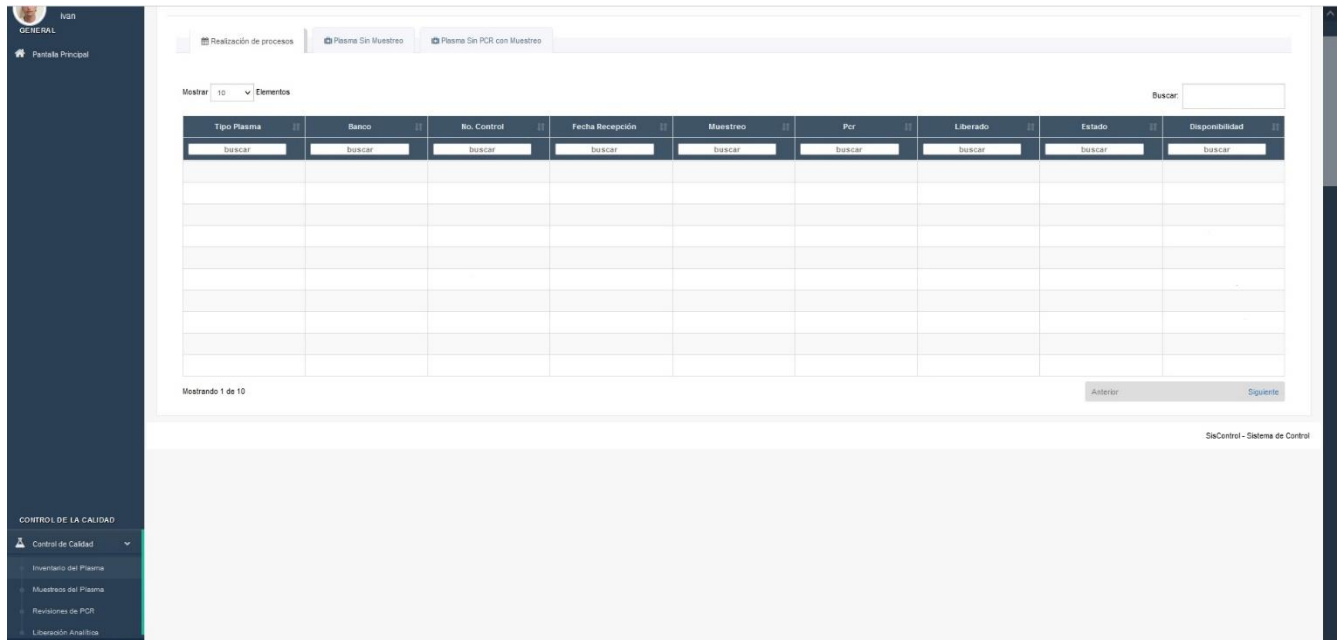 Ivan
GENERAL
Pantalla Principal
Realización de procesos Plasma Sin Muestreo Plasma Sin PCR con Muestreo
Mostrar 10 Elementos Buscar:
Tipo Plasma Banco No. Control Fecha Recepción Muestreo Pcr Liberado Estado Disponibilidad
buscar buscar buscar buscar buscar buscar buscar buscar buscar
Mostrando 1 de 10 Anterior Siguiente
SisControl - Sistema de Control
CONTROL DE LA CALIDAD
Control de Calidad
Inventario del Plasma
Muestreos del Plasma
Revisiones de PCR
Liberación Analítica